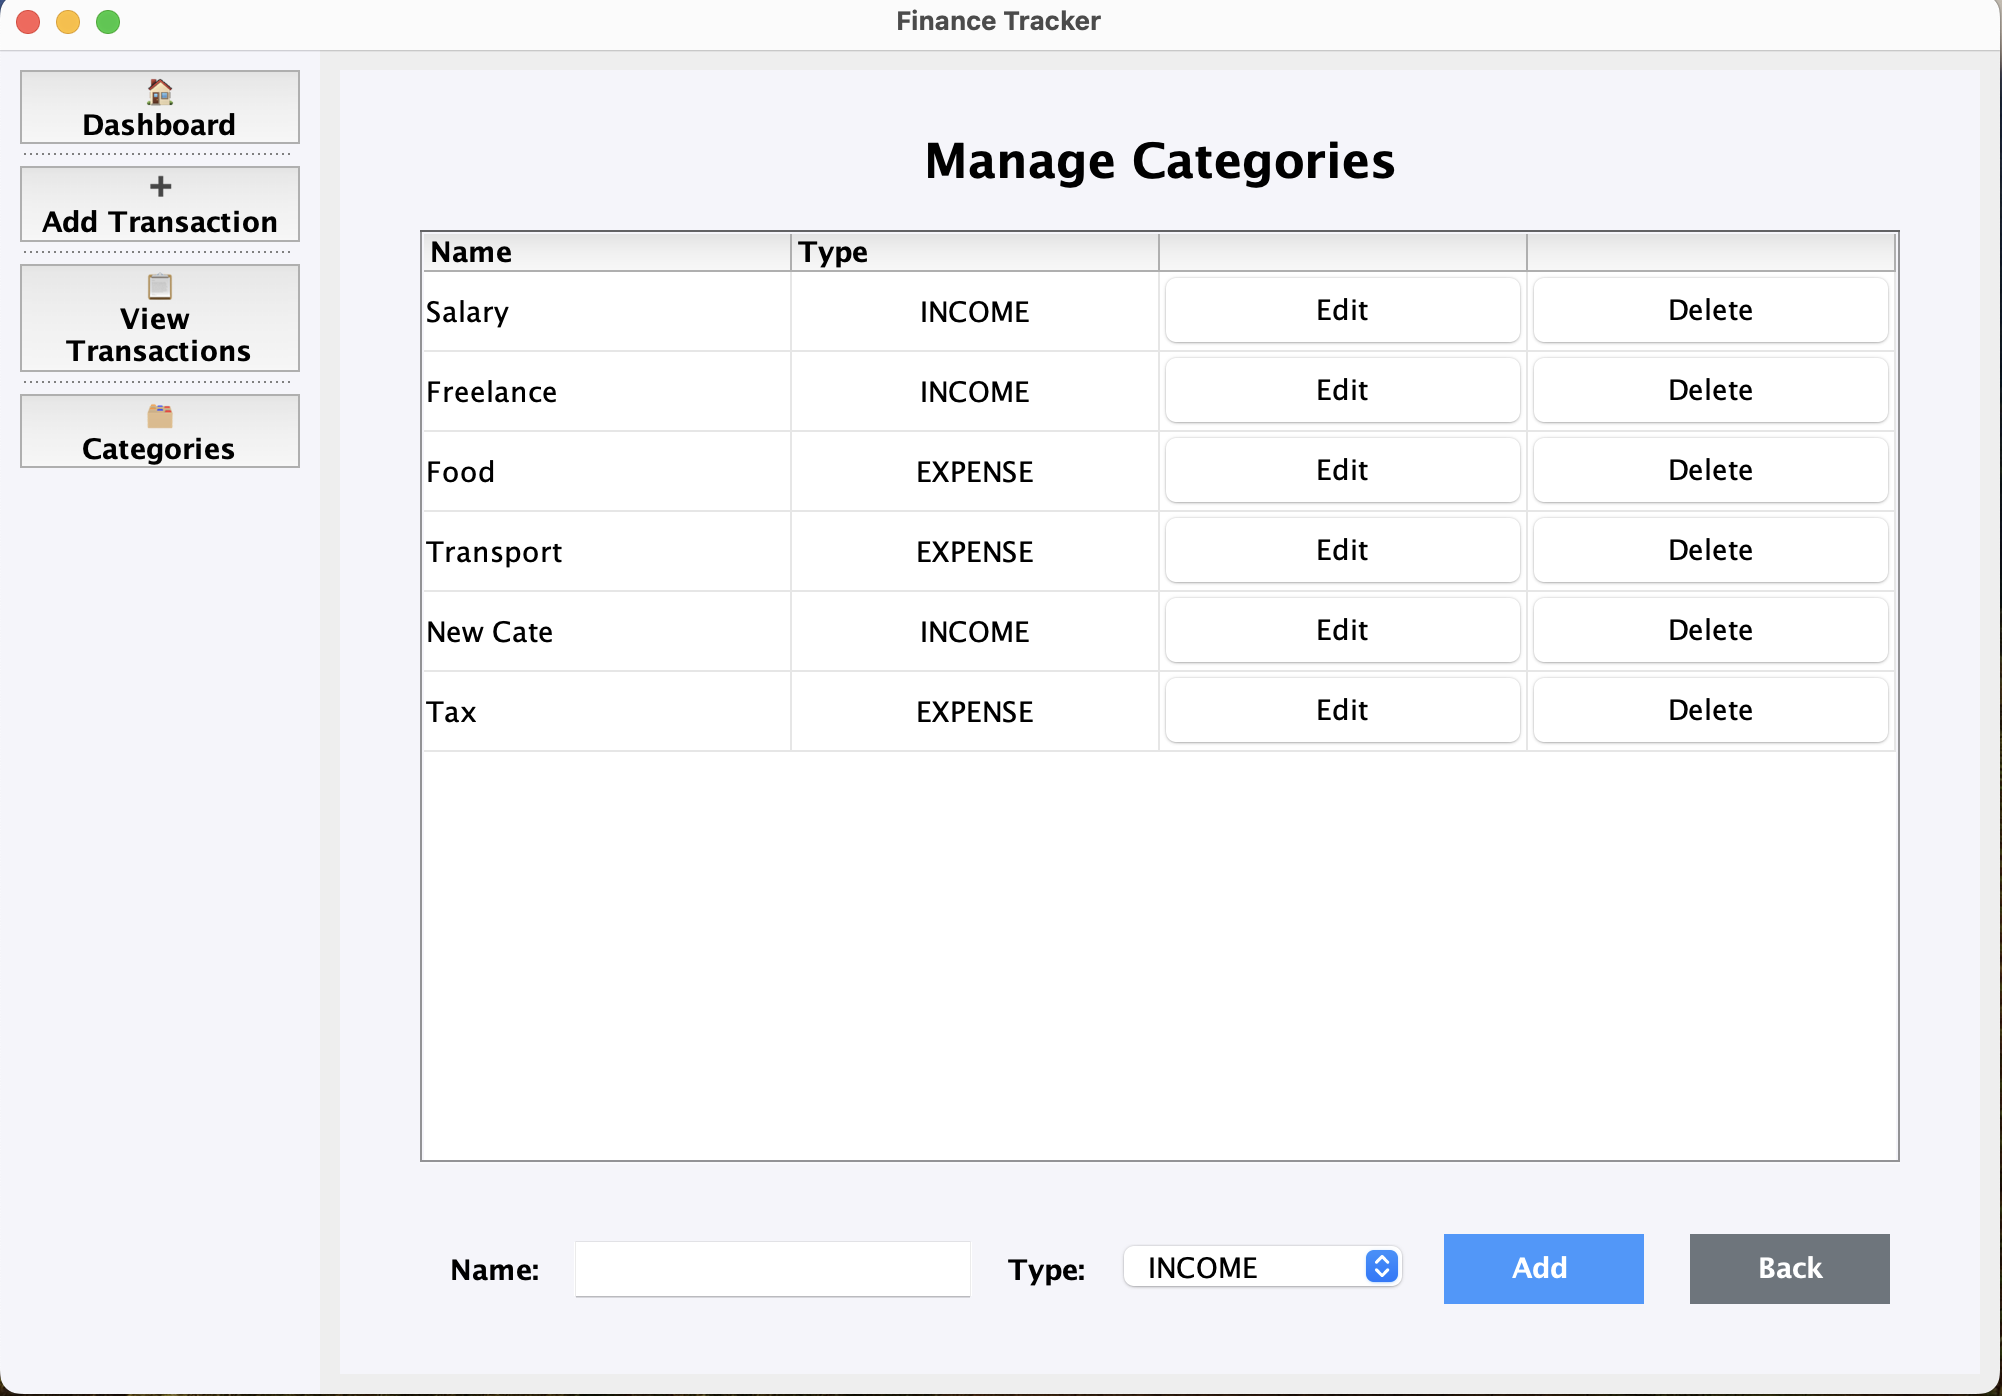 Finance Tracker
Dashboard
Add Transaction
View
Transactions
Categories
Manage Categories
Name Type
Salary INCOME Edit Delete
Freelance INCOME Edit Delete
Food EXPENSE Edit Delete
Transport EXPENSE Edit Delete
New Cate INCOME Edit Delete
Tax EXPENSE Edit Delete
Name: Type: INCOME Add Back